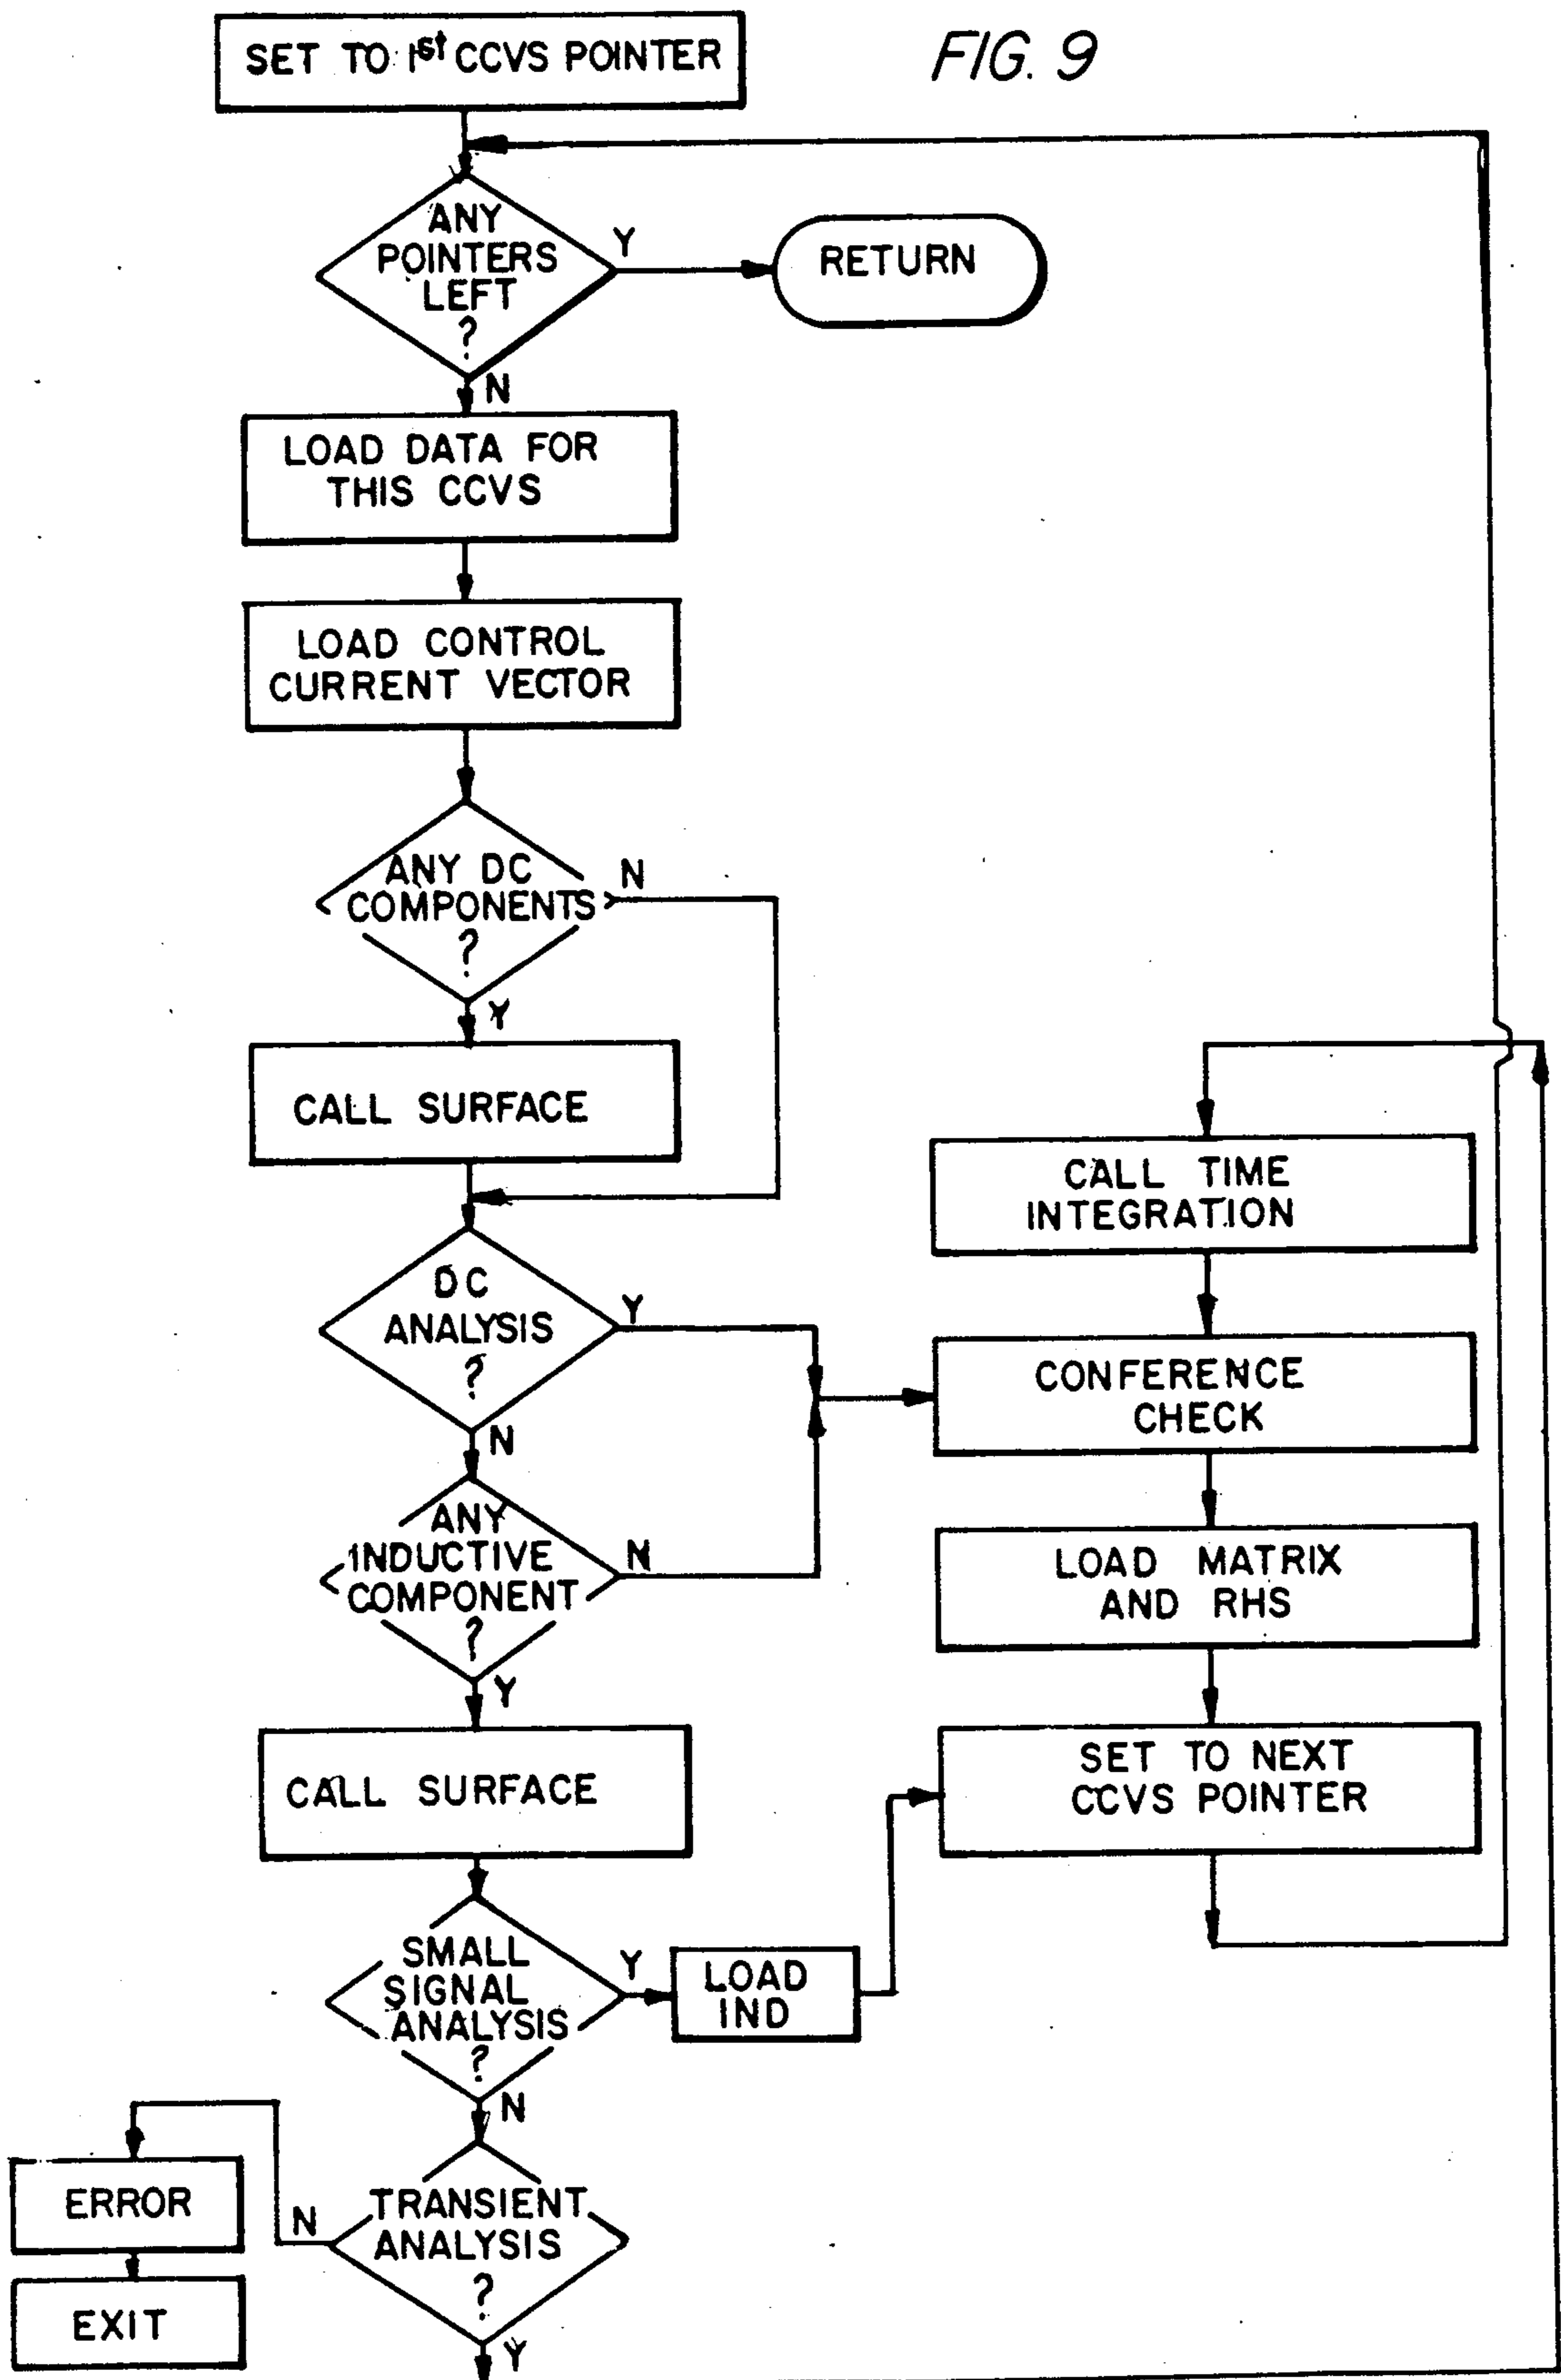 FIG. 9
SET TO 1st CCVS POINTER
ANY
POINTERS
LEFT
?
Y
RETURN
N
LOAD DATA FOR
THIS CCVS
LOAD CONTROL
CURRENT VECTOR
ANY DC
COMPONENTS
?
N
Y
CALL SURFACE
DC
ANALYSIS
?
Y
N
ANY
INDUCTIVE
COMPONENT
?
N
Y
CALL SURFACE
SMALL
SIGNAL
ANALYSIS
?
Y
LOAD
IND
N
TRANSIENT
ANALYSIS
?
N
ERROR
EXIT
Y
CALL TIME
INTEGRATION
CONFERENCE
CHECK
LOAD MATRIX
AND RHS
SET TO NEXT
CCVS POINTER